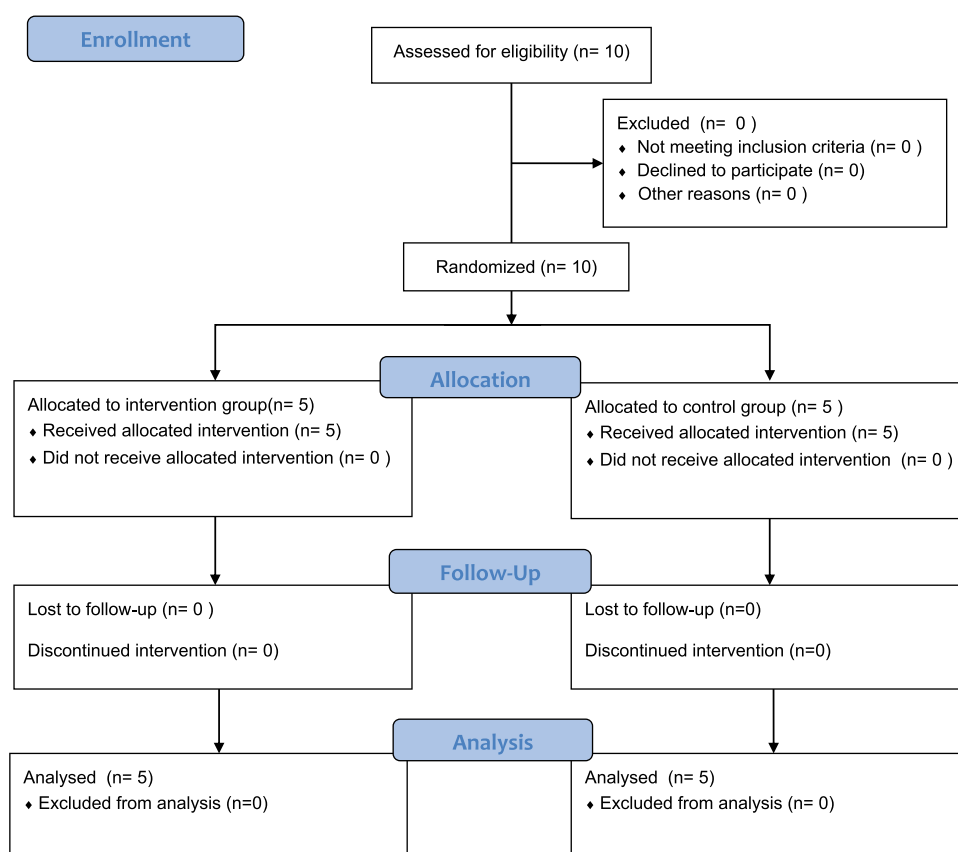 Enrollment
Assessed for eligibility (n= 10)
Excluded (n= 0 )
♦ Not meeting inclusion criteria (n= 0 )
♦ Declined to participate (n= 0)
♦ Other reasons (n= 0 )
Randomized (n= 10)
Allocation
Allocated to intervention group(n= 5)
♦ Received allocated intervention (n= 5)
♦ Did not receive allocated intervention (n= 0 )
Allocated to control group (n= 5 )
♦ Received allocated intervention (n= 5)
♦ Did not receive allocated intervention (n= 0 )
Follow-Up
Lost to follow-up (n= 0 )
Discontinued intervention (n= 0)
Lost to follow-up (n=0)
Discontinued intervention (n=0)
Analysis
Analysed (n= 5)
♦ Excluded from analysis (n=0)
Analysed (n= 5)
♦ Excluded from analysis (n= 0)